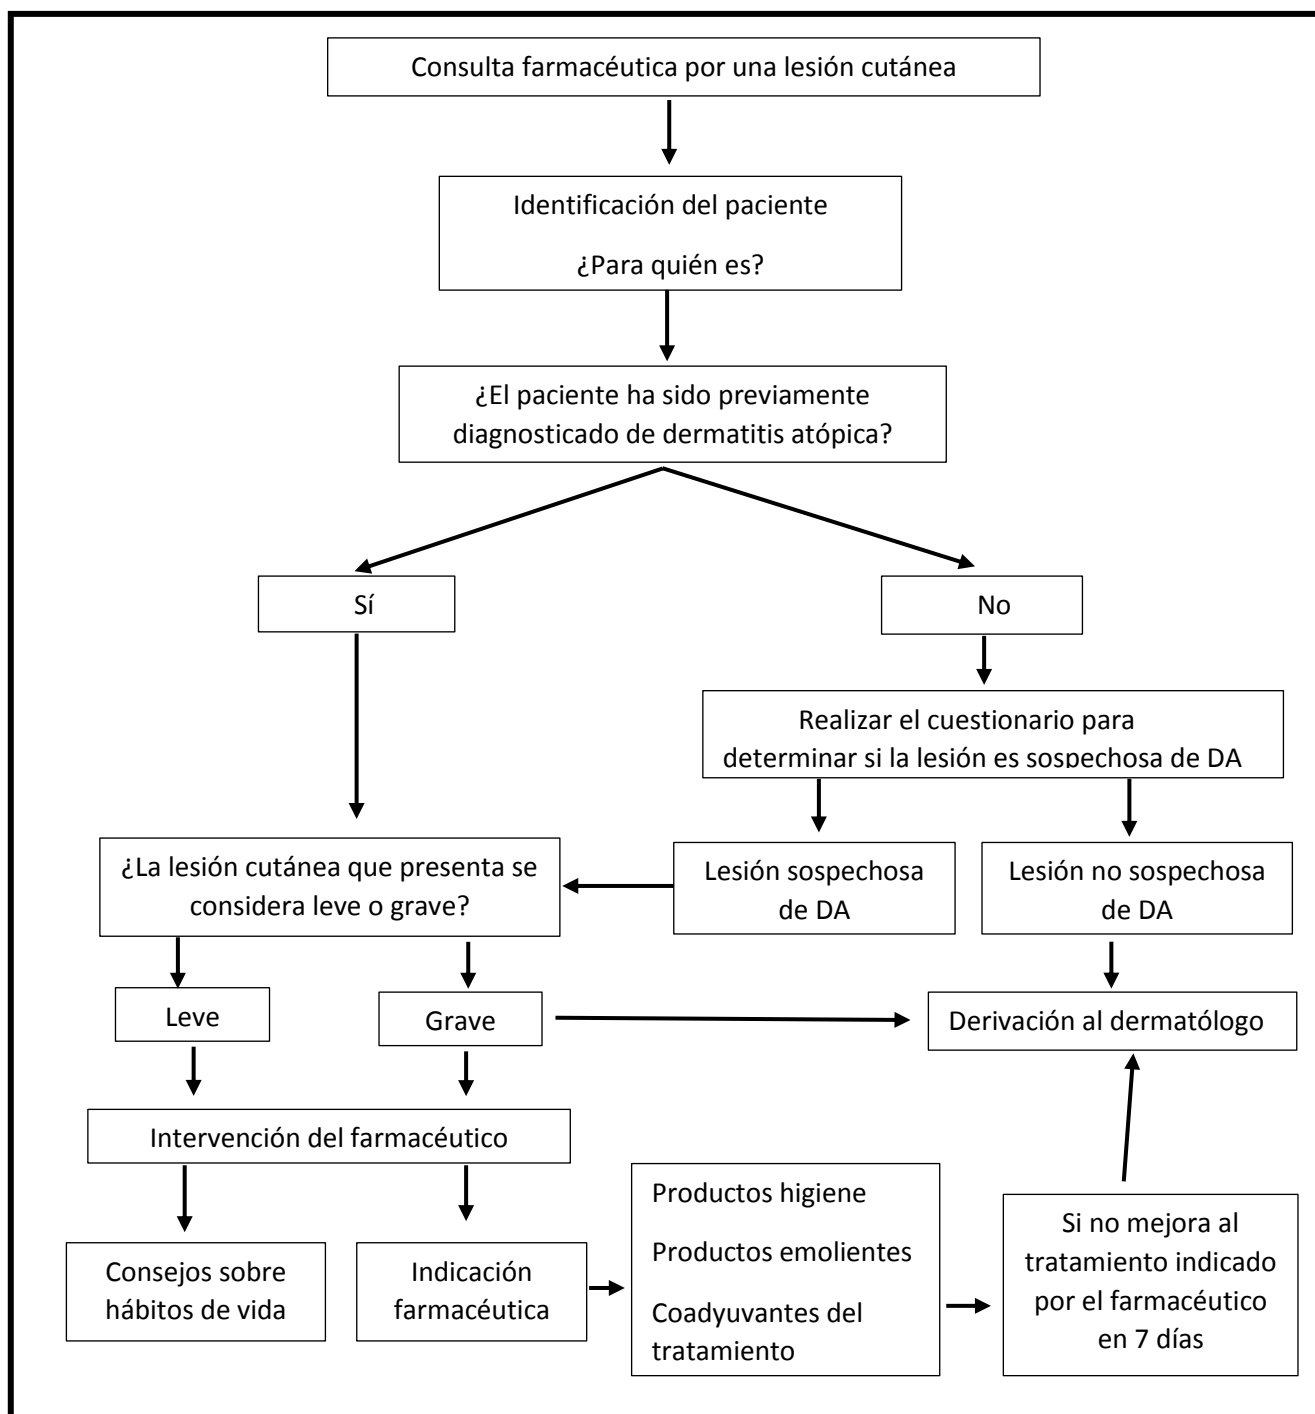 Consulta farmacéutica por una lesión cutánea
Identificación del paciente
¿Para quién es?
¿El paciente ha sido previamente
diagnosticado de dermatitis atópica?
Sí
No
Realizar el cuestionario para
determinar si la lesión es sospechosa de DA
¿La lesión cutánea que presenta se
considera leve o grave?
Lesión sospechosa
de DA
Lesión no sospechosa
de DA
Leve
Grave
Derivación al dermatólogo
Intervención del farmacéutico
Consejos sobre
hábitos de vida
Indicación
farmacéutica
Productos higiene
Productos emolientes
Coadyuvantes del
tratamiento
Si no mejora al
tratamiento indicado
por el farmacéutico
en 7 días